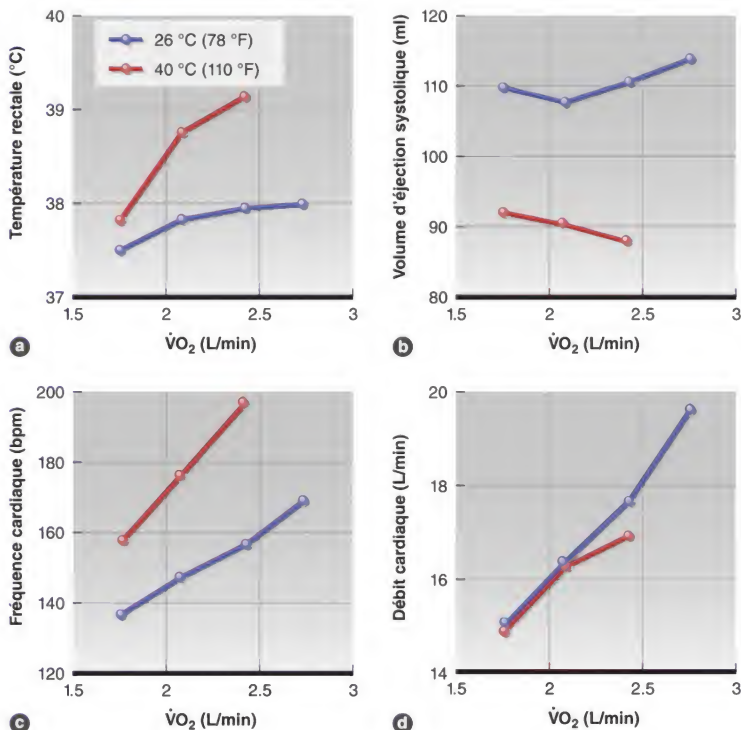 Température rectale (°C)
40
39
38
37
26 °C (78 °F)
40 °C (110 °F)
1.5 2 2.5 3
V̇O₂ (L/min)
a
Volume d'éjection systolique (ml)
120
110
100
90
80
1.5 2 2.5 3
V̇O₂ (L/min)
b
Fréquence cardiaque (bpm)
200
180
160
140
120
1.5 2 2.5 3
V̇O₂ (L/min)
c
Débit cardiaque (L/min)
20
18
16
14
1.5 2 2.5 3
V̇O₂ (L/min)
d